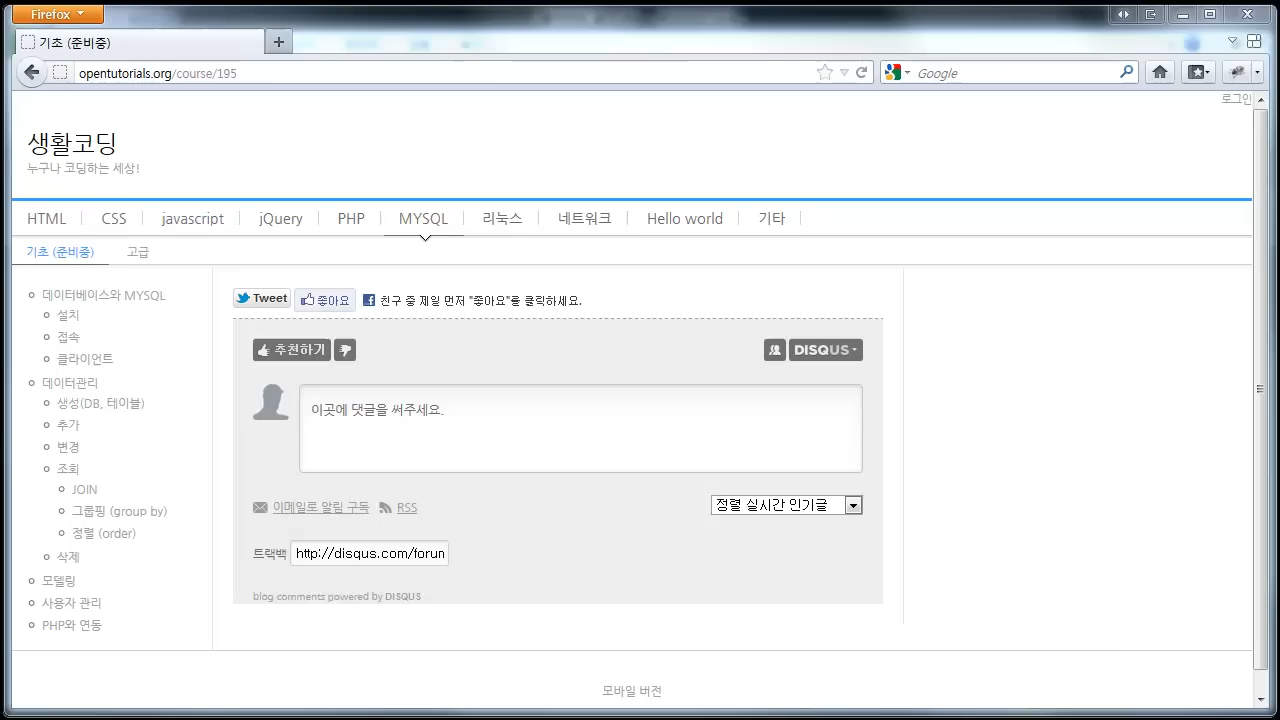 Firefox
기초 (준비중)
opentutorials.org/course/195
Google
로그인
생활코딩
누구나 코딩하는 세상!
HTML CSS javascript jQuery PHP MYSQL 리눅스 네트워크 Hello world 기타
기초 (준비중) 고급
데이터베이스와 MYSQL
설치
접속
클라이언트
데이터관리
생성(DB, 테이블)
추가
변경
조회
JOIN
그룹핑 (group by)
정렬 (order)
삭제
모델링
사용자 관리
PHP와 연동
Tweet 좋아요 친구 중 제일 먼저 "좋아요"를 클릭하세요.
추천하기 DISQUS
이곳에 댓글을 써주세요.
이메일로 알림 구독 RSS 정렬 실시간 인기글
트랙백 http://disqus.com/forun
blog comments powered by DISQUS
모바일 버전